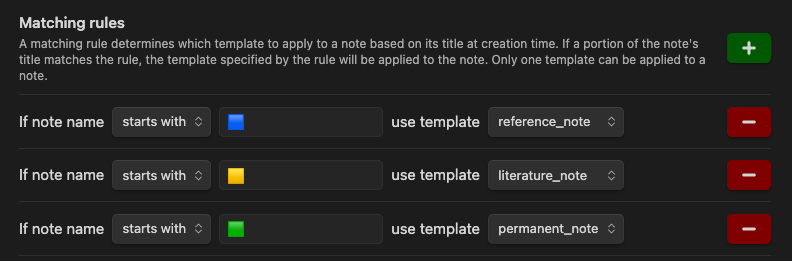 Matching rules
A matching rule determines which template to apply to a note based on its title at creation time. If a portion of the note's
title matches the rule, the template specified by the rule will be applied to the note. Only one template can be applied to a
note.
If note name starts with 🟦 use template reference_note
If note name starts with 🟨 use template literature_note
If note name starts with 🟩 use template permanent_note